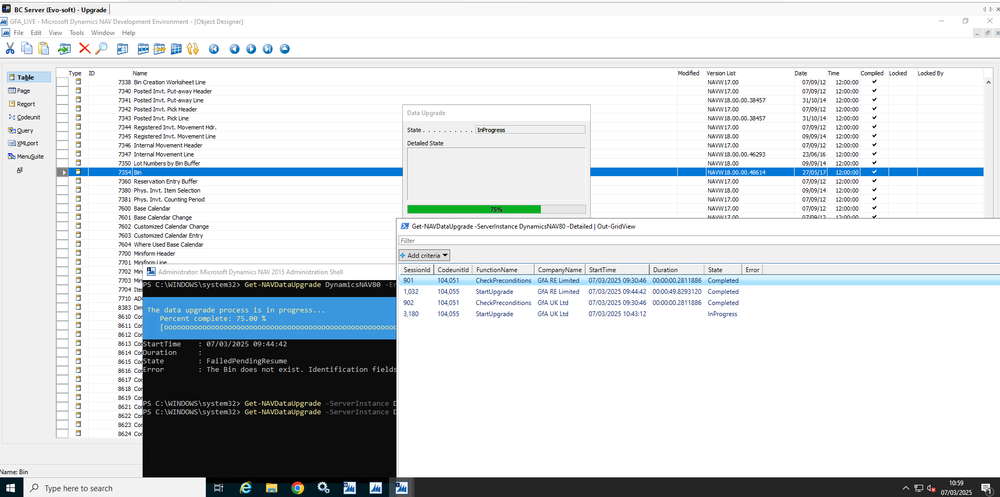 BC Server (Evo-soft) - Upgrade
GFA_LIVE - Microsoft Dynamics NAV Development Environment - [Object Designer]
File Edit View Tools Window Help
Table
Page
Report
Codeunit
Query
XMLport
MenuSuite
All
Type ID Name Modified Version List Date Time Compiled Locked Locked By
7338 Bin Creation Worksheet Line NAVW17.00 07/09/12 12:00:00
7340 Posted Invt. Put-away Header NAVW17.00 07/09/12 12:00:00
7341 Posted Invt. Put-away Line NAVW18.00.00.38457 31/10/14 12:00:00
7342 Posted Invt. Pick Header NAVW17.00 07/09/12 12:00:00
7343 Posted Invt. Pick Line NAVW18.00.00.38457 31/10/14 12:00:00
7344 Registered Invt. Movement Hdr. NAVW17.00 07/09/12 12:00:00
7345 Registered Invt. Movement Line NAVW18.00 09/09/14 12:00:00
7346 Internal Movement Header NAVW17.00 07/09/12 12:00:00
7347 Internal Movement Line NAVW18.00.00.46293 23/06/16 12:00:00
7350 Lot Numbers by Bin Buffer NAVW18.00 09/09/14 12:00:00
7354 Bin NAVW18.00.00.48614 27/05/17 12:00:00
7360 Reservation Entry Buffer NAVW17.00 07/09/12 12:00:00
7380 Phys. Invt. Item Selection NAVW18.00 09/09/14 12:00:00
7381 Phys. Invt. Counting Period NAVW17.00 07/09/12 12:00:00
7600 Base Calendar NAVW17.00 07/09/12 12:00:00
7601 Base Calendar Change NAVW17.00 07/09/12 12:00:00
7602 Customized Calendar Change
7603 Customized Calendar Entry
7604 Where Used Base Calendar
7700 Miniform Header
7701 Miniform Line
7702 Min
7703 Min
7704 Iter
7710 AD
8383 Dim
8610 Cor
8611 Cor
8612 Cor
8613 Cor
8614 Cor
8615 Cor
8616 Cor
8617 Cor
8618 Cor
8619 Cor
8621 Cor
8622 Cor
8623 Cor
8624 Cor
Data Upgrade
State . . . . . . . . . . InProgress
Detailed State
75%
Administrator: Microsoft Dynamics NAV 2015 Administration Shell
PS C:\WINDOWS\system32> Get-NAVDataUpgrade DynamicsNAV80 -Er
The data upgrade process is in progress...
Percent complete: 75.00 %
[ooooooooooooooooooooooooooooooooooooooooooooooooooooooo
StartTime : 07/03/2025 09:44:42
Duration :
State : FailedPendingResume
Error : The Bin does not exist. Identification fields
PS C:\WINDOWS\system32> Get-NAVDataUpgrade -ServerInstance D
PS C:\WINDOWS\system32> Get-NAVDataUpgrade -ServerInstance D
Get-NAVDataUpgrade -ServerInstance DynamicsNAV80 -Detailed | Out-GridView
Filter
Add criteria
SessionId CodeunitId FunctionName CompanyName StartTime Duration State Error
901 104,051 CheckPreconditions GfA RE Limited 07/03/2025 09:30:46 00:00:00.2811886 Completed
1,032 104,055 StartUpgrade GfA RE Limited 07/03/2025 09:44:42 00:00:49.8293120 Completed
902 104,051 CheckPreconditions GfA UK Ltd 07/03/2025 09:30:46 00:00:00.2811886 Completed
3,180 104,055 StartUpgrade GfA UK Ltd 07/03/2025 10:43:12 InProgress
Name: Bin
Type here to search
10:59
07/03/2025
1